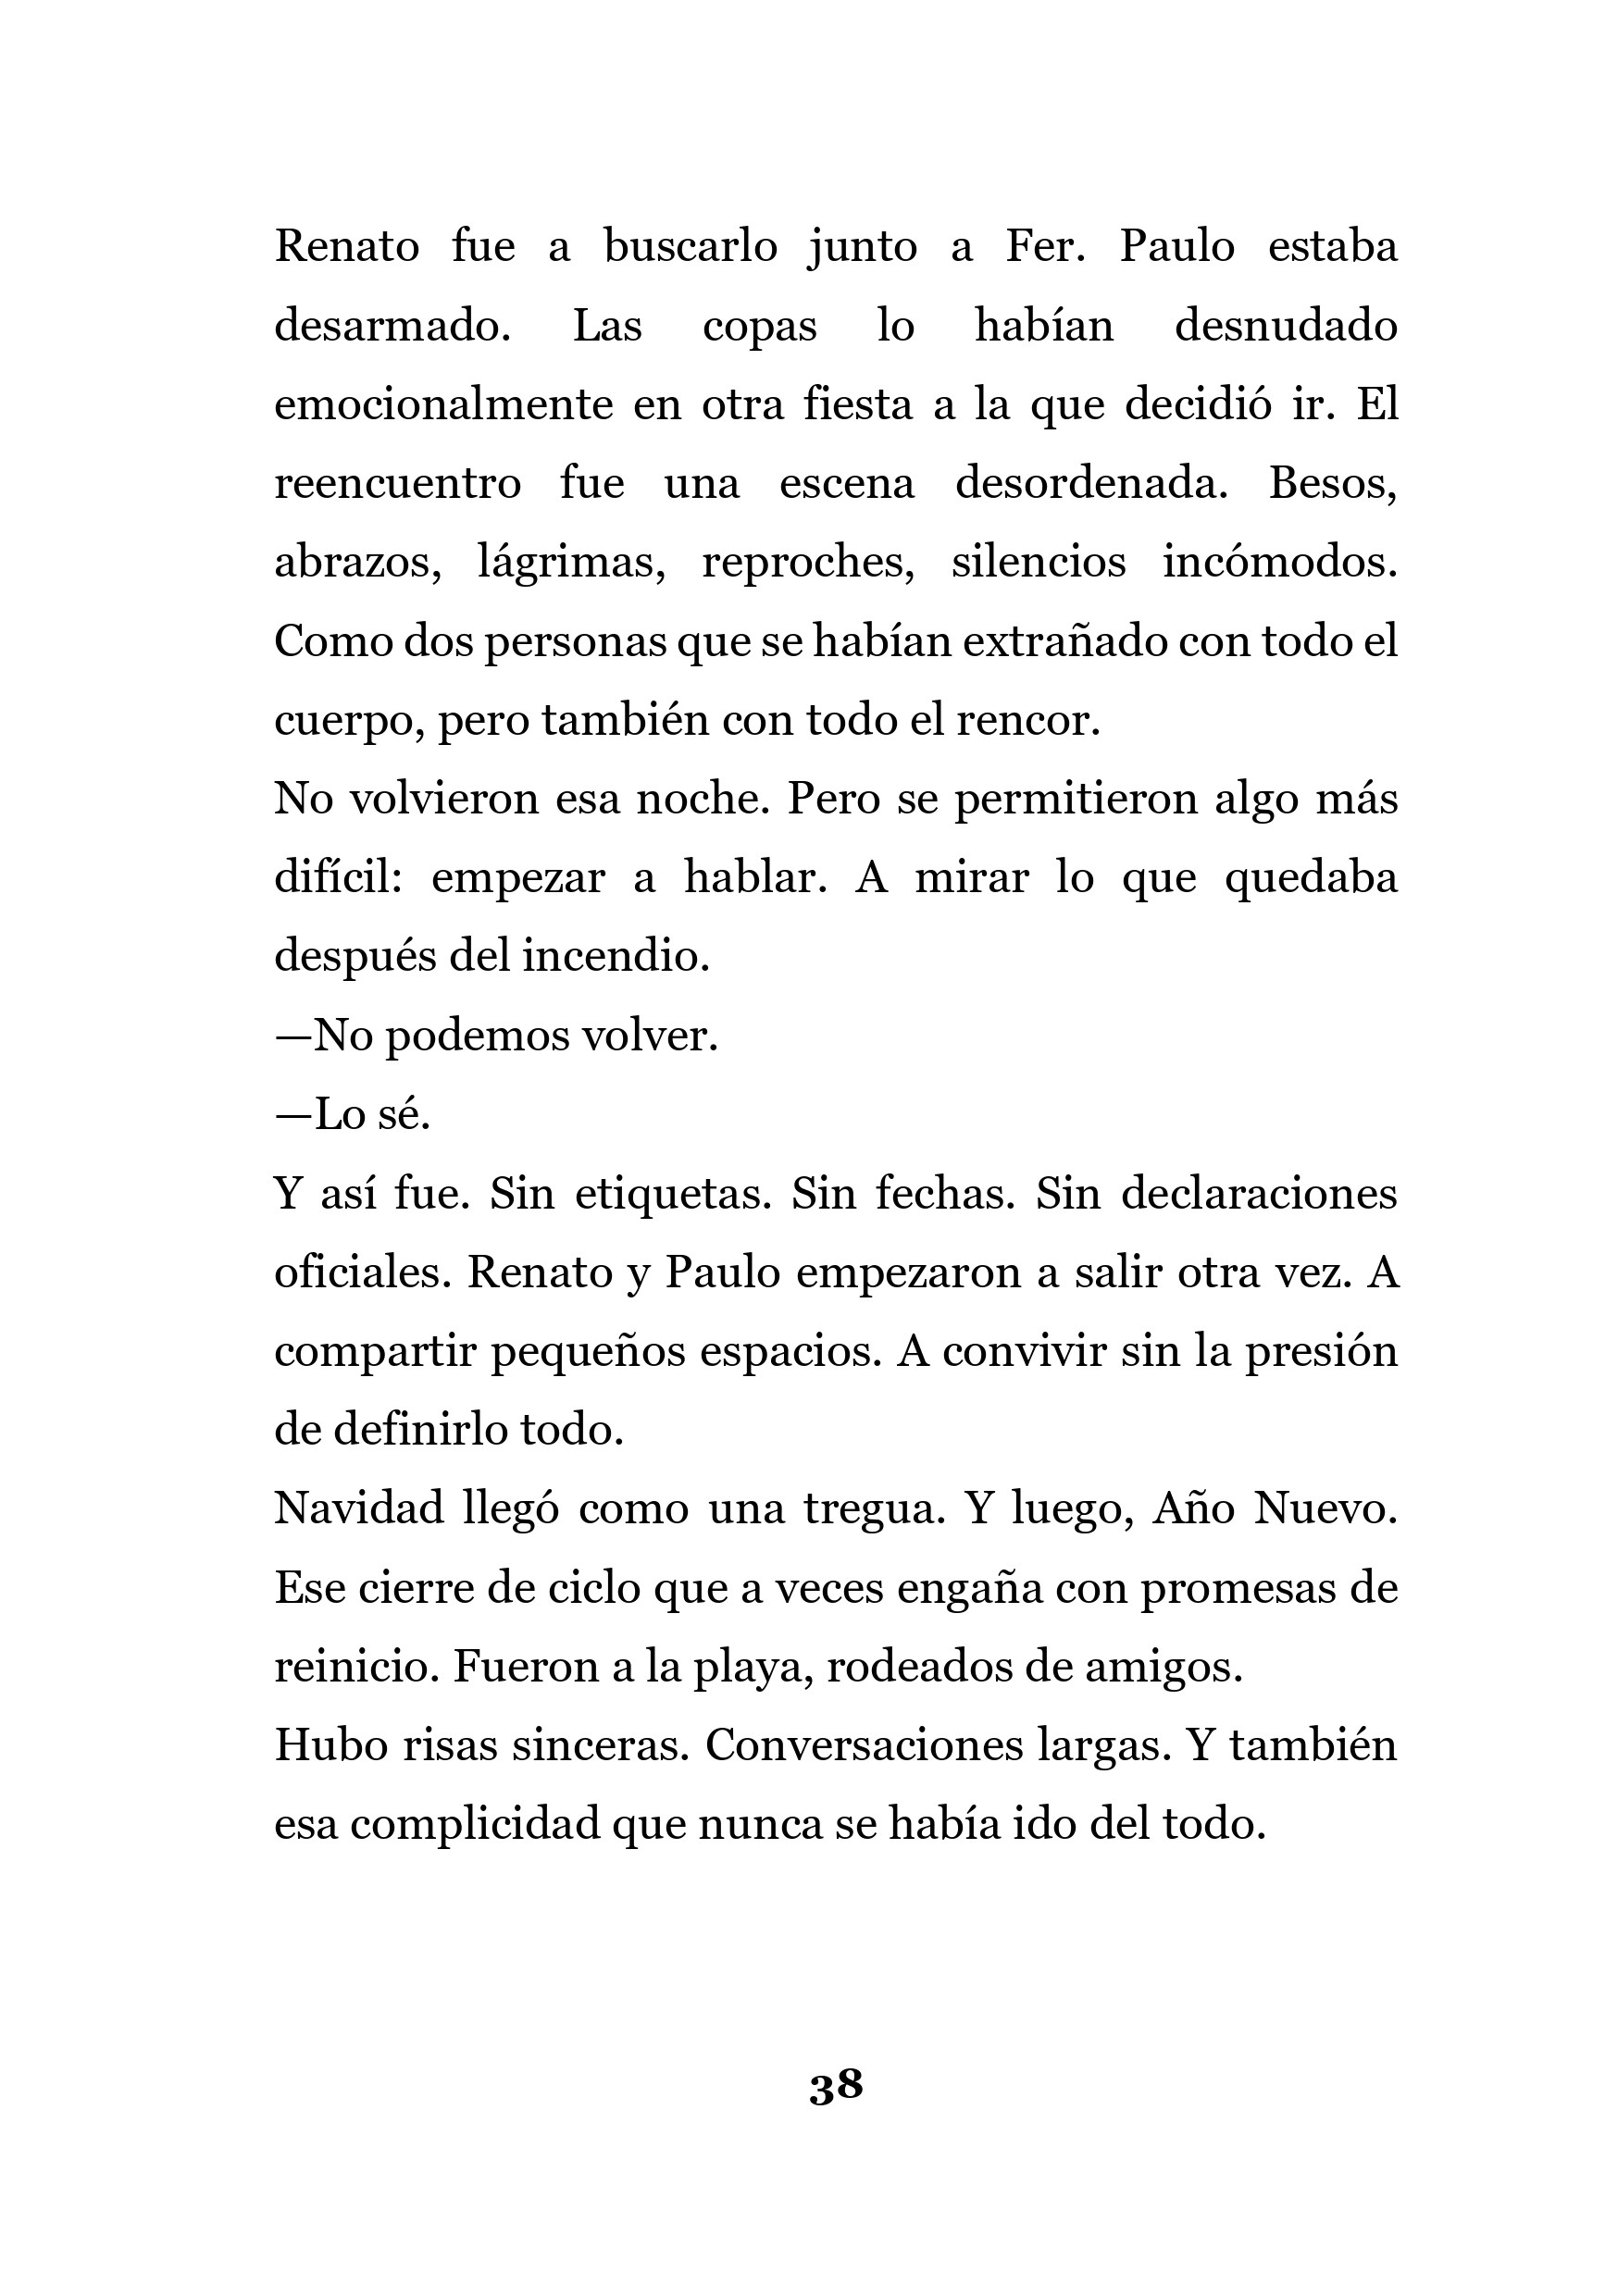 Renato fue a buscarlo junto a Fer. Paulo estaba
desarmado. Las copas lo habían desnudado
emocionalmente en otra fiesta a la que decidió ir. El
reencuentro fue una escena desordenada. Besos,
abrazos, lágrimas, reproches, silencios incómodos.
Como dos personas que se habían extrañado con todo el
cuerpo, pero también con todo el rencor.
No volvieron esa noche. Pero se permitieron algo más
difícil: empezar a hablar. A mirar lo que quedaba
después del incendio.
—No podemos volver.
—Lo sé.
Y así fue. Sin etiquetas. Sin fechas. Sin declaraciones
oficiales. Renato y Paulo empezaron a salir otra vez. A
compartir pequeños espacios. A convivir sin la presión
de definirlo todo.
Navidad llegó como una tregua. Y luego, Año Nuevo.
Ese cierre de ciclo que a veces engaña con promesas de
reinicio. Fueron a la playa, rodeados de amigos.
Hubo risas sinceras. Conversaciones largas. Y también
esa complicidad que nunca se había ido del todo.
38